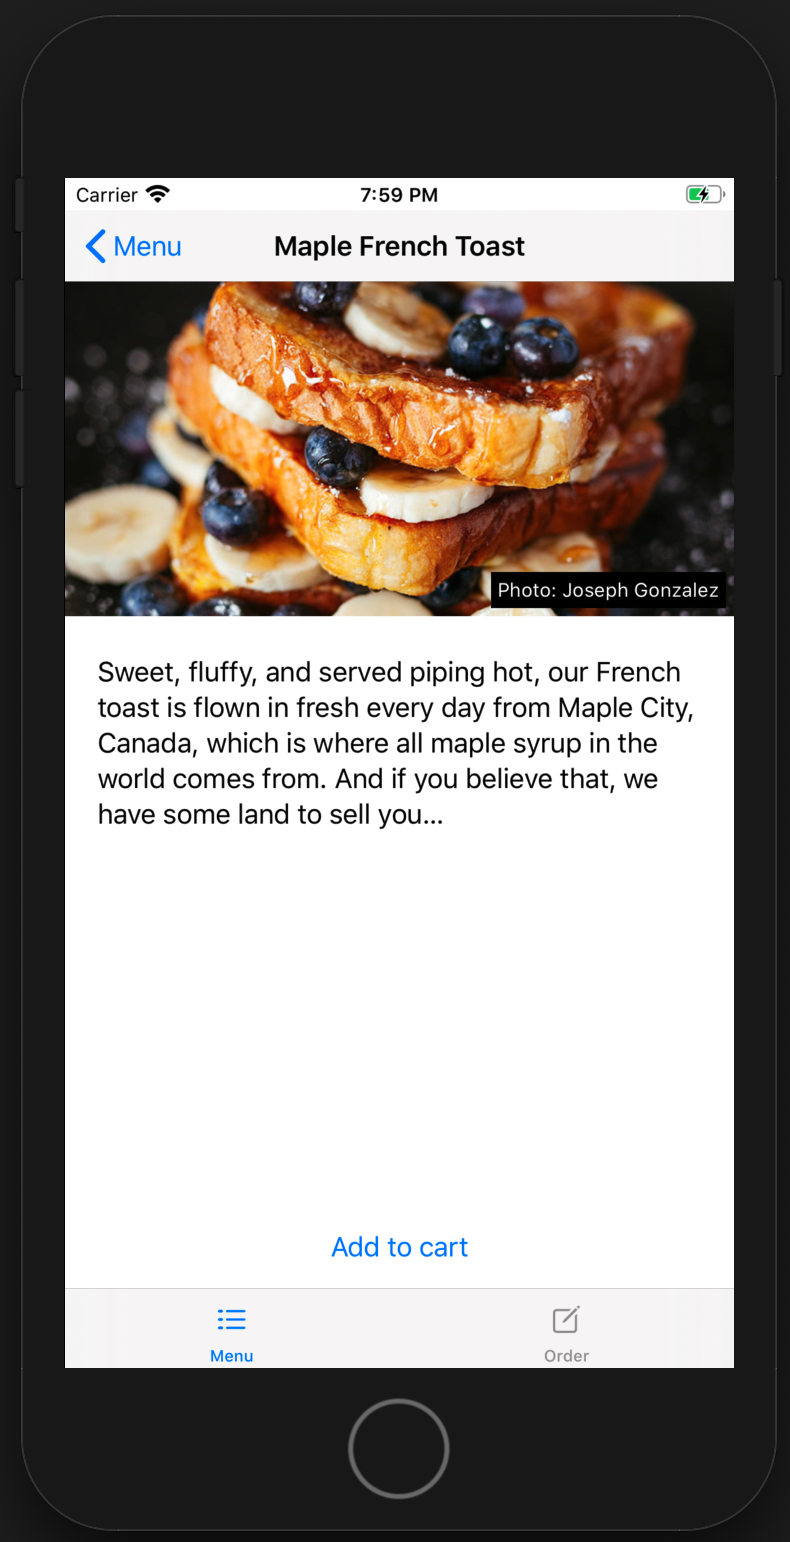 Carrier 7:59 PM
Menu Maple French Toast
Photo: Joseph Gonzalez
Sweet, fluffy, and served piping hot, our French
toast is flown in fresh every day from Maple City,
Canada, which is where all maple syrup in the
world comes from. And if you believe that, we
have some land to sell you...
Add to cart
Menu Order